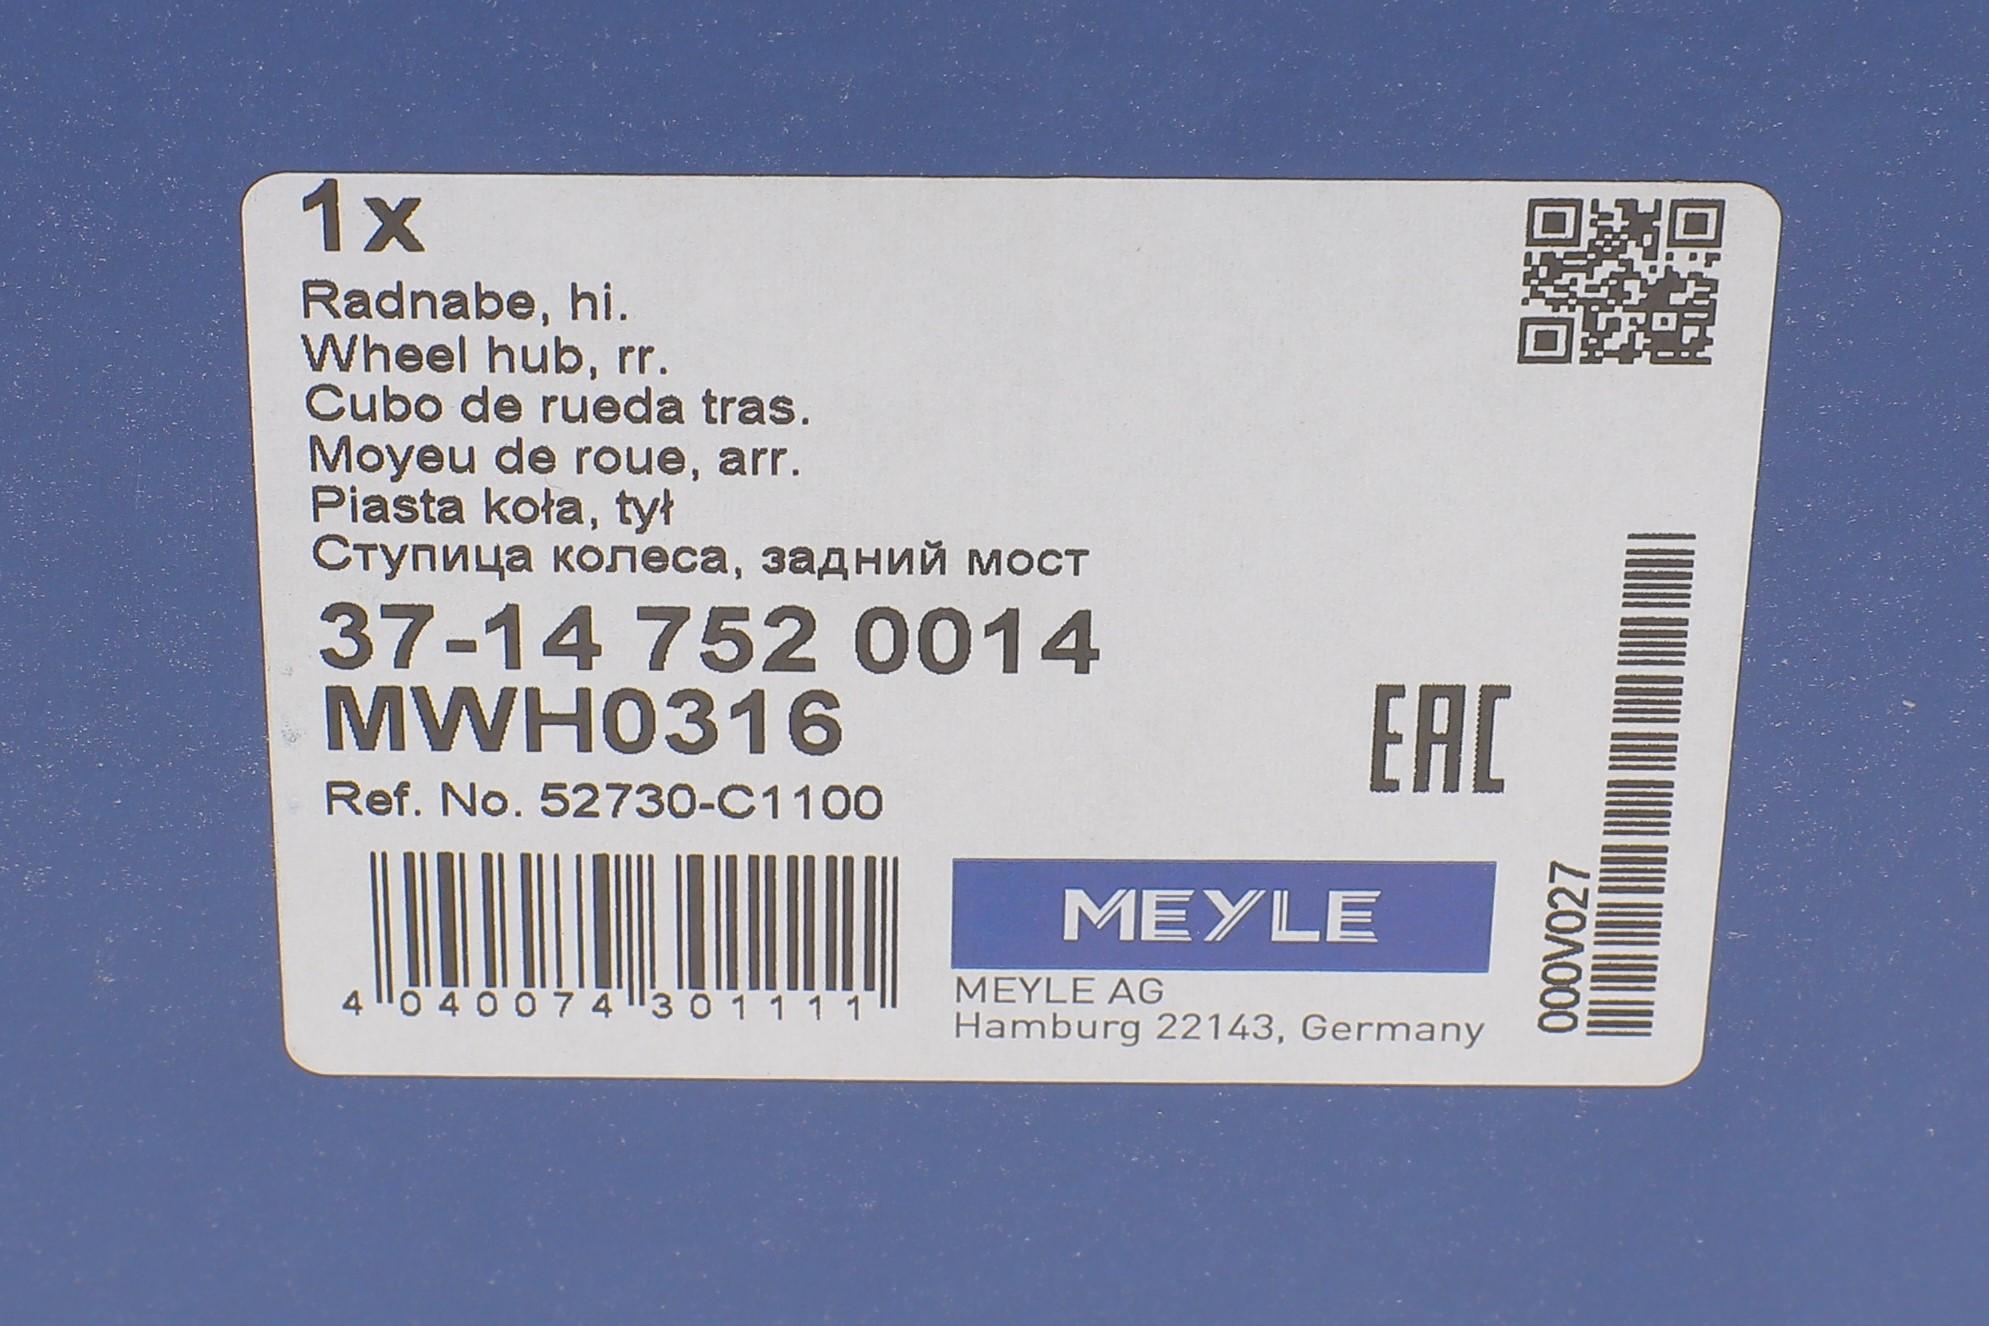 1x
Radnabe, hi.
Wheel hub, rr.
Cubo de rueda tras.
Moyeu de roue, arr.
Piasta koła, tył
Ступица колеса, задний мост
37-14 752 0014
MWH0316
Ref. No. 52730-C1100
EAC
4 040074 301111
MEYLE
MEYLE AG
Hamburg 22143, Germany
000V027